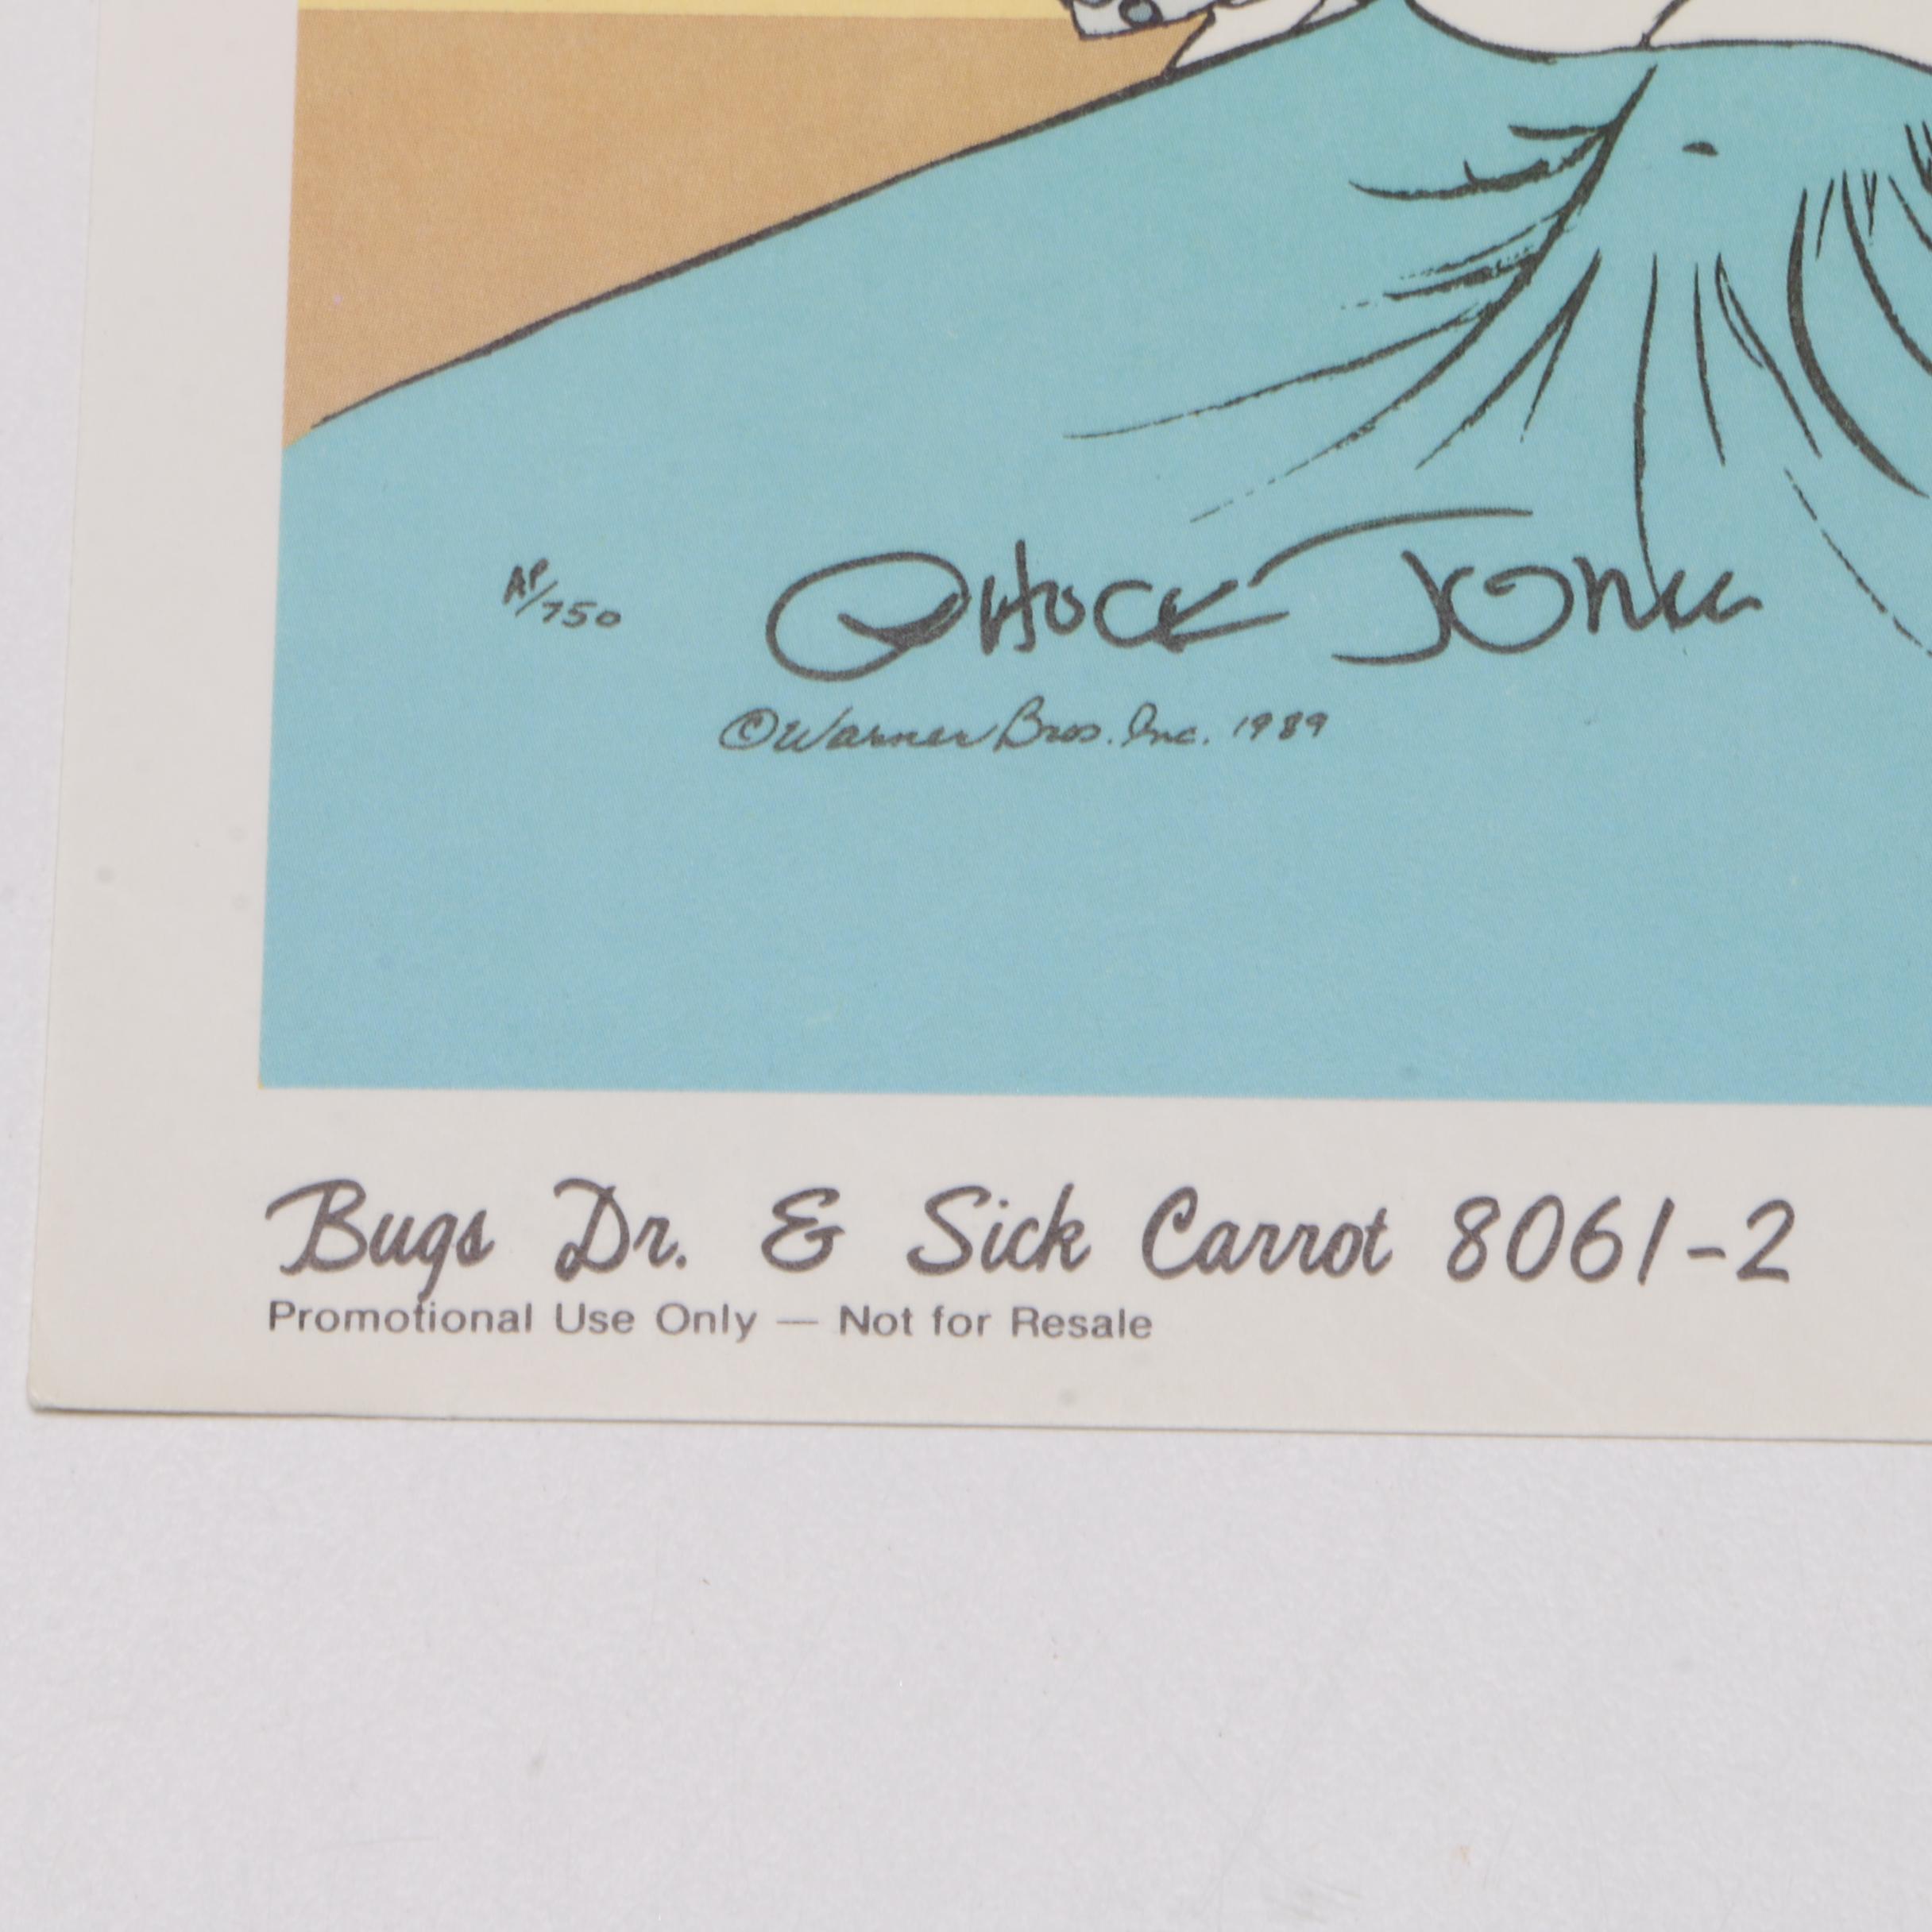 AP/750
Chuck Jones
©Warner Bros. Inc. 1989
Bugs Dr. & Sick Carrot 8061-2
Promotional Use Only — Not for Resale